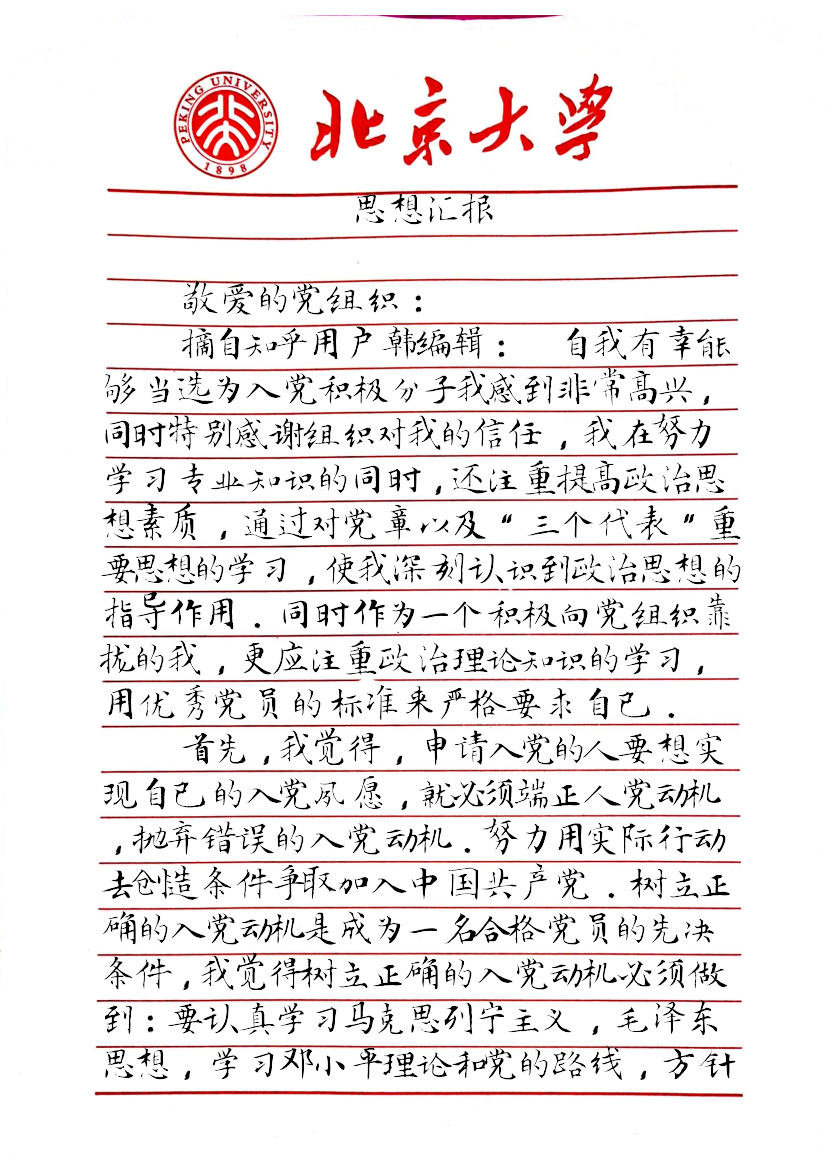 PEKING UNIVERSITY
1898
北京大学
思想汇报
敬爱的党组织：
摘自知乎用户韩编辑： 自我有幸能
够当选为入党积极分子我感到非常高兴，
同时特别感谢组织对我的信任，我在努力
学习专业知识的同时，还注重提高政治思
想素质，通过对党章以及“三个代表”重
要思想的学习，使我深刻认识到政治思想的
指导作用．同时作为一个积极向党组织靠
拢的我，更应注重政治理论知识的学习，
用优秀党员的标准来严格要求自己．
首先，我觉得，申请入党的人要想实
现自己的入党夙愿，就必须端正入党动机
，抛弃错误的入党动机．努力用实际行动
去创造条件争取加入中国共产党．树立正
确的入党动机是成为一名合格党员的先决
条件，我觉得树立正确的入党动机必须做
到：要认真学习马克思列宁主义，毛泽东
思想，学习邓小平理论和党的路线，方针